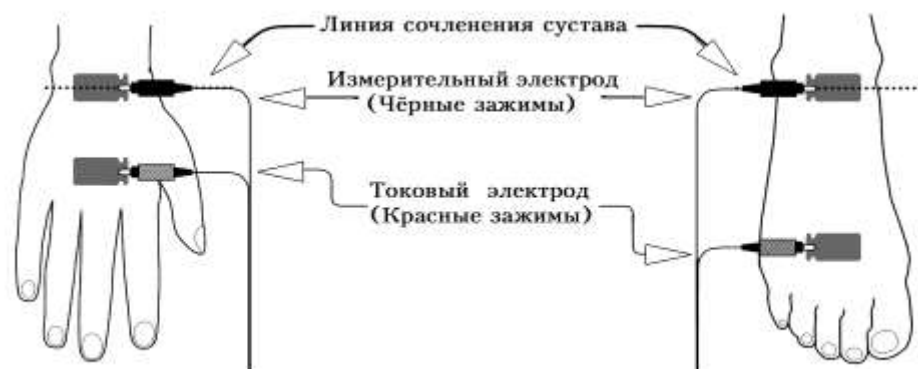 Линия сочленения сустава
Измерительный электрод
(Чёрные зажимы)
Токовый электрод
(Красные зажимы)